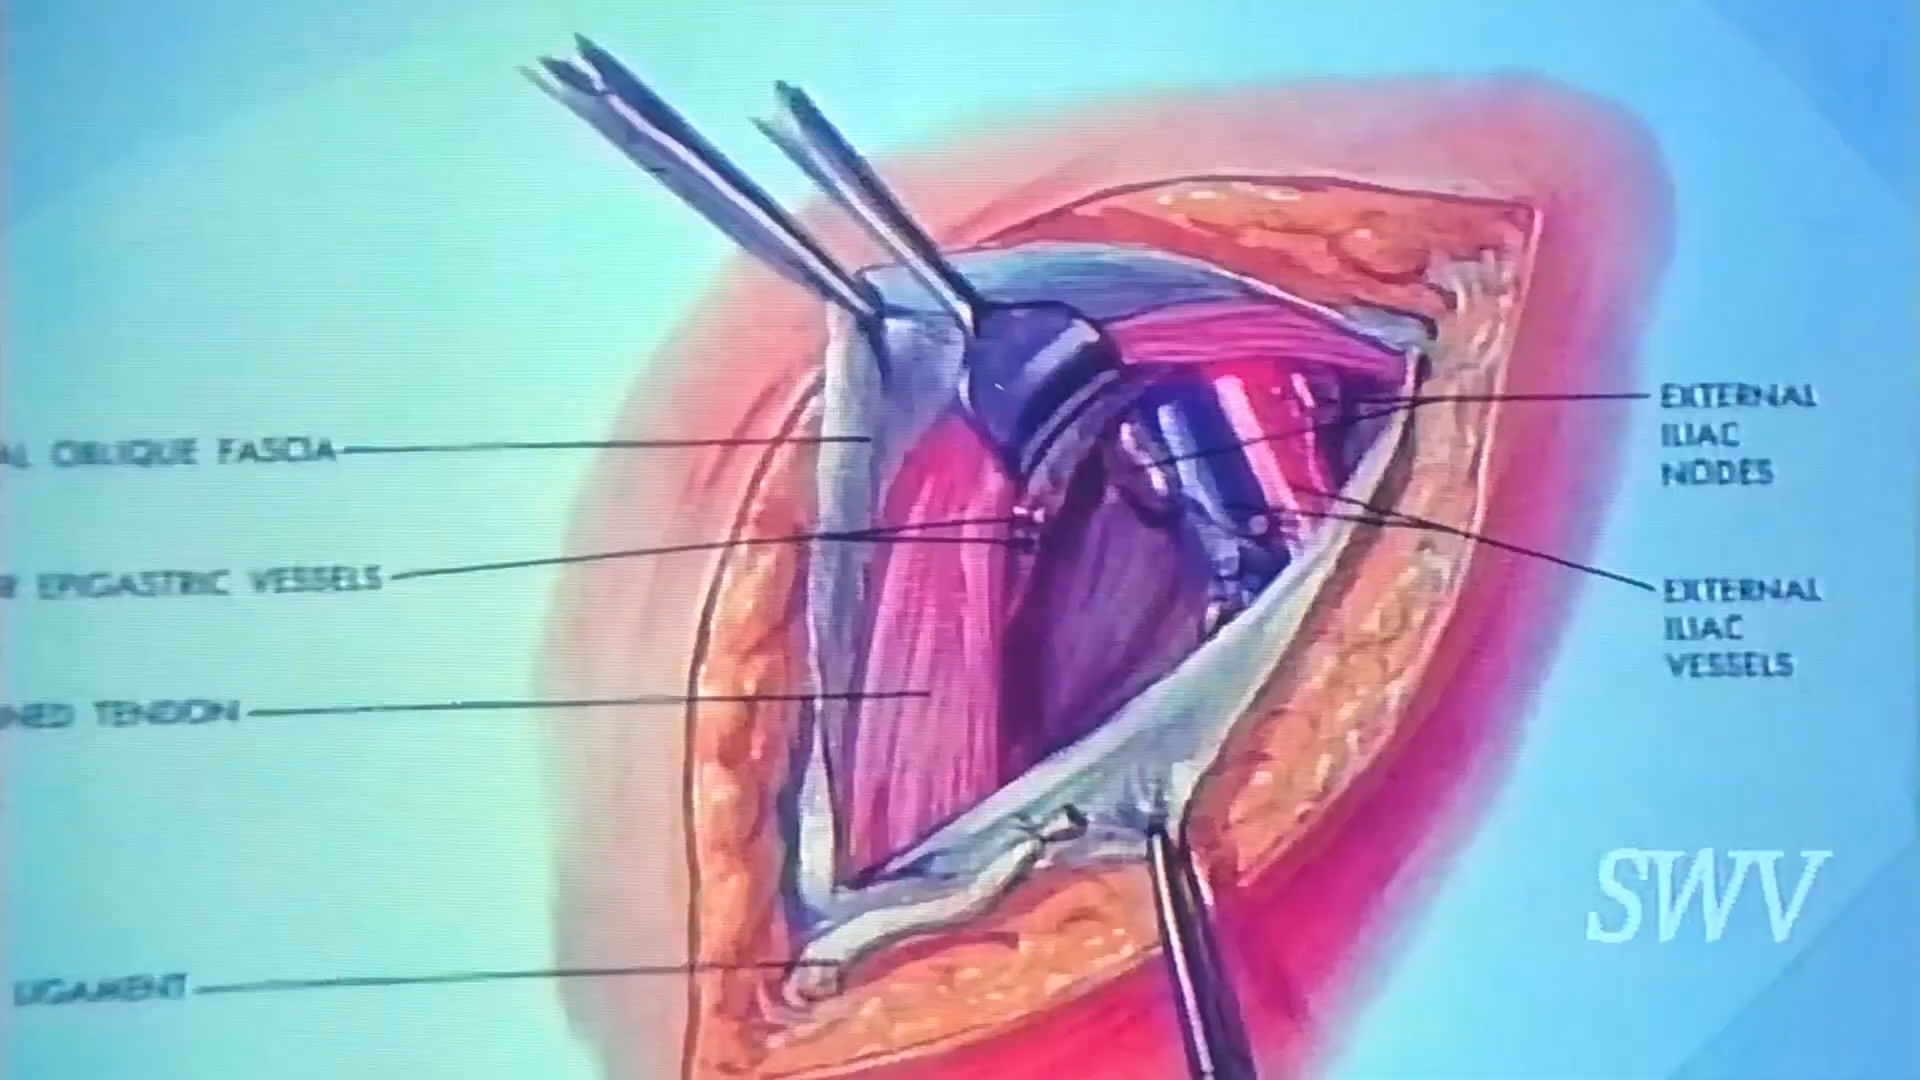 AL OBLIQUE FASCIA
R EPIGASTRIC VESSELS
NED TENDON
LIGAMENT
EXTERNAL
ILIAC
NODES
EXTERNAL
ILIAC
VESSELS
SWV